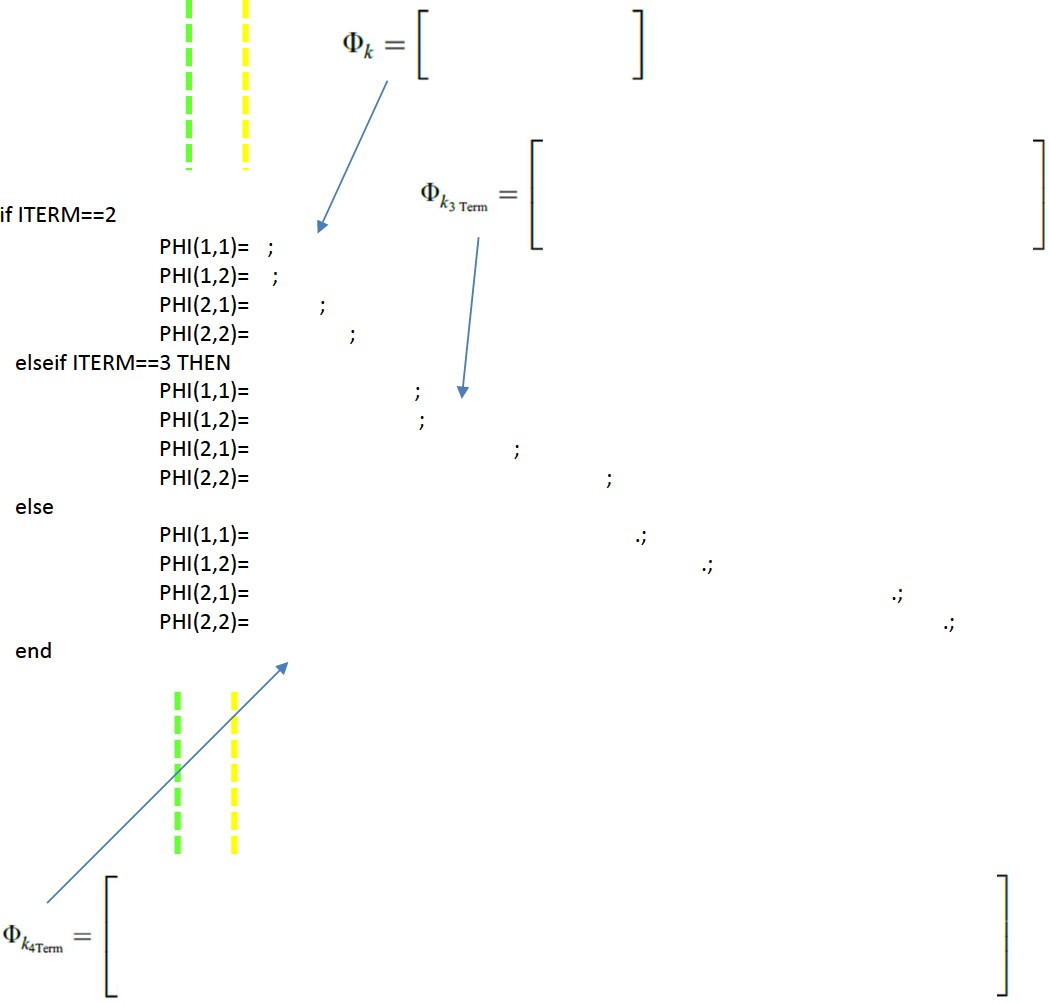 Φk = [ ]
Φk3 Term = [ ]
if ITERM==2
PHI(1,1)= ;
PHI(1,2)= ;
PHI(2,1)= ;
PHI(2,2)= ;
elseif ITERM==3 THEN
PHI(1,1)= ;
PHI(1,2)= ;
PHI(2,1)= ;
PHI(2,2)= ;
else
PHI(1,1)= .;
PHI(1,2)= .;
PHI(2,1)= .;
PHI(2,2)= .;
end
Φk4Term = [ ]